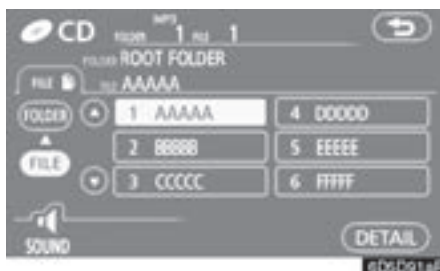 CD
MP3
FOLDER 1 FILE 1
FOLDER ROOT FOLDER
FILE
FILE AAAAA
FOLDER
1 AAAAA
4 DDDDD
2 BBBBB
5 EEEEE
FILE
3 CCCCC
6 FFFFF
SOUND
DETAIL